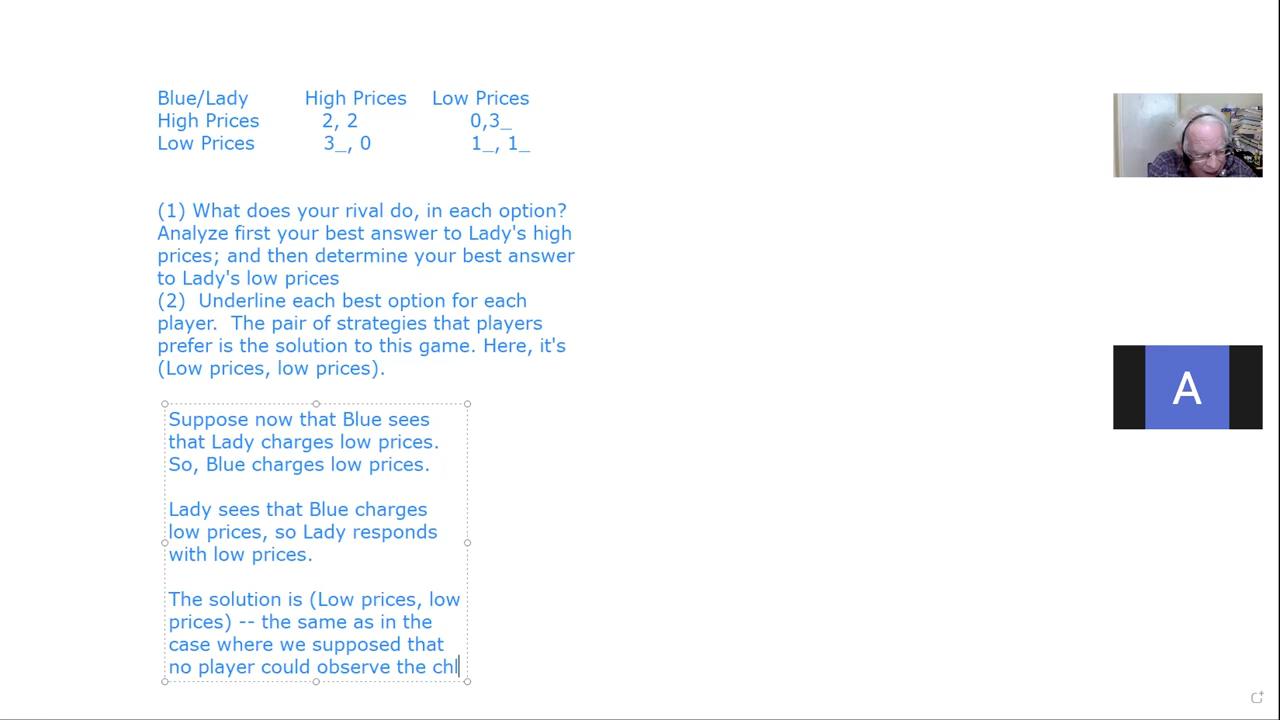 Blue/Lady High Prices Low Prices
High Prices 2, 2 0,3_
Low Prices 3_, 0 1_, 1_
(1) What does your rival do, in each option?
Analyze first your best answer to Lady's high
prices; and then determine your best answer
to Lady's low prices
(2) Underline each best option for each
player. The pair of strategies that players
prefer is the solution to this game. Here, it's
(Low prices, low prices).
Suppose now that Blue sees
that Lady charges low prices.
So, Blue charges low prices.
Lady sees that Blue charges
low prices, so Lady responds
with low prices.
The solution is (Low prices, low
prices) -- the same as in the
case where we supposed that
no player could observe the chl
A